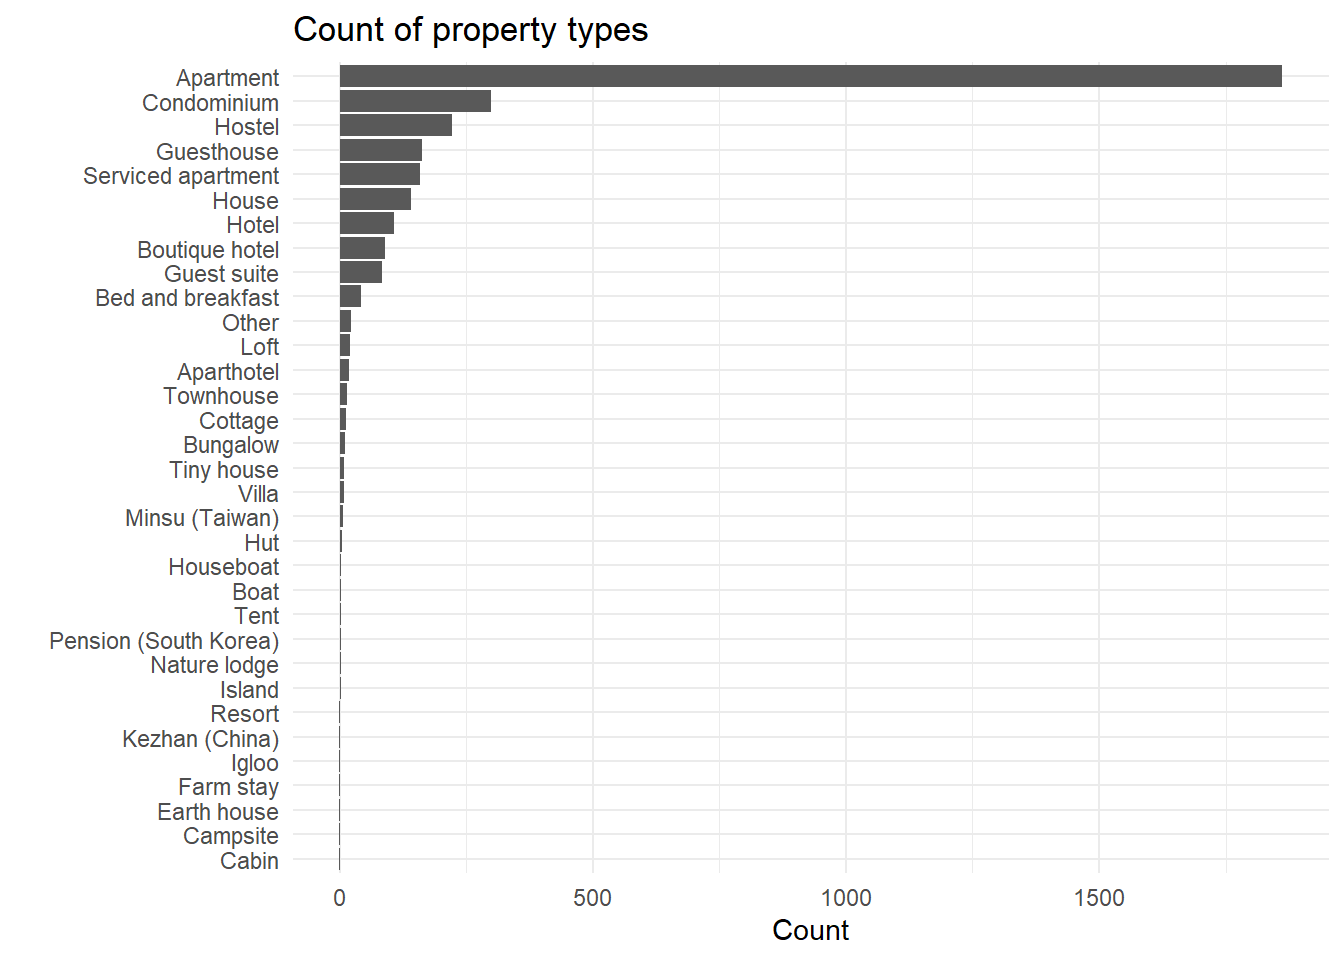 Count of property types
Apartment
Condominium
Hostel
Guesthouse
Serviced apartment
House
Hotel
Boutique hotel
Guest suite
Bed and breakfast
Other
Loft
Aparthotel
Townhouse
Cottage
Bungalow
Tiny house
Villa
Minsu (Taiwan)
Hut
Houseboat
Boat
Tent
Pension (South Korea)
Nature lodge
Island
Resort
Kezhan (China)
Igloo
Farm stay
Earth house
Campsite
Cabin
0 500 1000 1500
Count